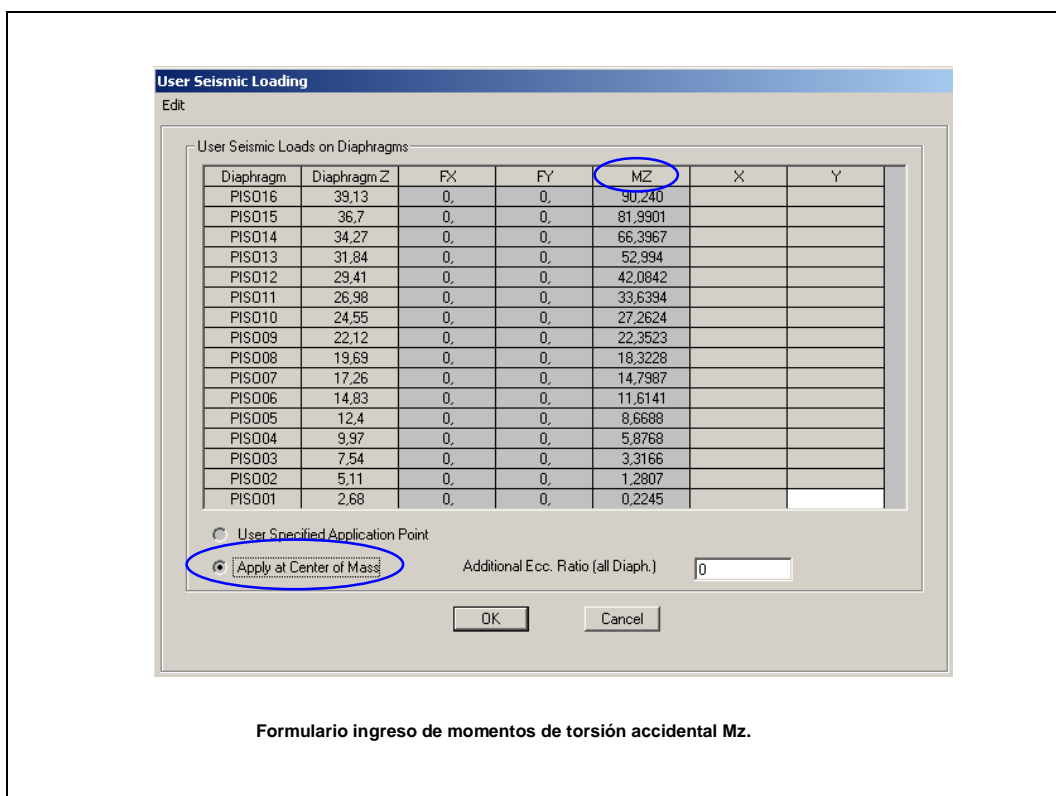 User Seismic Loading
Edit
User Seismic Loads on Diaphragms
Diaphragm Diaphragm Z FX FY MZ X Y
PISO16 39,13 0, 0, 90,240
PISO15 36,7 0, 0, 81,9901
PISO14 34,27 0, 0, 66,3967
PISO13 31,84 0, 0, 52,994
PISO12 29,41 0, 0, 42,0842
PISO11 26,98 0, 0, 33,6394
PISO10 24,55 0, 0, 27,2624
PISO09 22,12 0, 0, 22,3523
PISO08 19,69 0, 0, 18,3228
PISO07 17,26 0, 0, 14,7987
PISO06 14,83 0, 0, 11,6141
PISO05 12,4 0, 0, 8,6688
PISO04 9,97 0, 0, 5,8768
PISO03 7,54 0, 0, 3,3166
PISO02 5,11 0, 0, 1,2807
PISO01 2,68 0, 0, 0,2245
User Specified Application Point
Apply at Center of Mass Additional Ecc. Ratio (all Diaph.) 0
OK Cancel
Formulario ingreso de momentos de torsión accidental Mz.